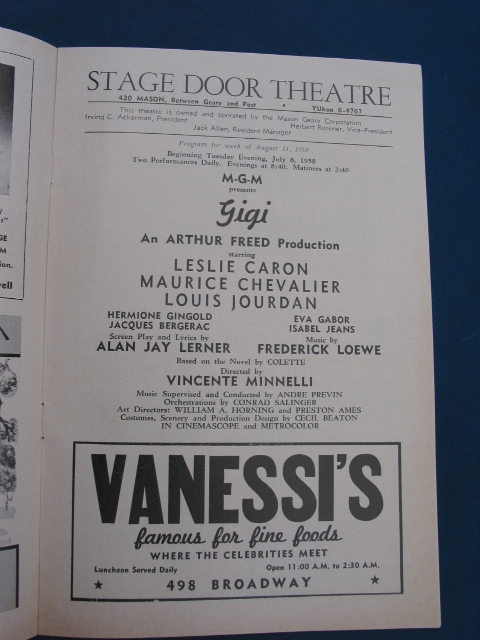 STAGE DOOR THEATRE
420 MASON, Between Geary and Post • YUkon 6-4767
This theatre is owned and operated by the Mason Geary Corporation
Irving C. Ackerman, President Herbert Rosener, Vice-President
Jack Allen, Resident Manager
Program for week of August 11, 1958
Beginning Tuesday Evening, July 8, 1958
Two Performances Daily. Evenings at 8:40. Matinees at 2:40
M-G-M
presents
Gigi
An ARTHUR FREED Production
starring
LESLIE CARON
MAURICE CHEVALIER
LOUIS JOURDAN
HERMIONE GINGOLD EVA GABOR
JACQUES BERGERAC ISABEL JEANS
Screen Play and Lyrics by Music by
ALAN JAY LERNER FREDERICK LOEWE
Based on the Novel by COLETTE
Directed by
VINCENTE MINNELLI
Music Supervised and Conducted by ANDRE PREVIN
Orchestrations by CONRAD SALINGER
Art Directors: WILLIAM A. HORNING and PRESTON AMES
Costumes, Scenery and Production Design by CECIL BEATON
IN CINEMASCOPE and METROCOLOR
VANESSI'S
famous for fine foods
WHERE THE CELEBRITIES MEET
Luncheon Served Daily Open 11:00 A.M. to 2:30 A.M.
★ 498 BROADWAY ★